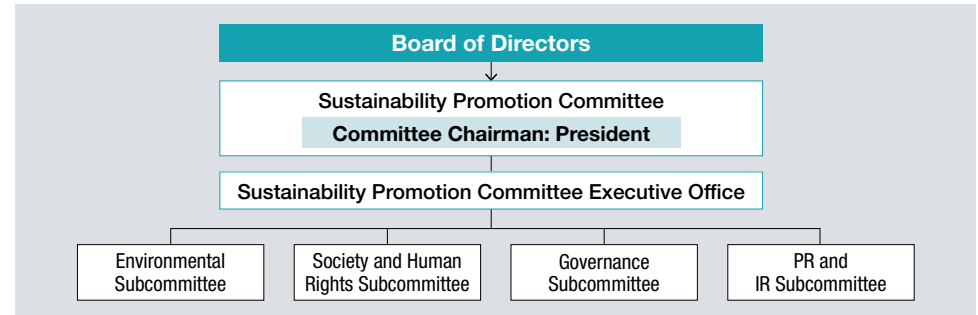 Board of Directors
Sustainability Promotion Committee
Committee Chairman: President
Sustainability Promotion Committee Executive Office
Environmental
Subcommittee
Society and Human
Rights Subcommittee
Governance
Subcommittee
PR and
IR Subcommittee